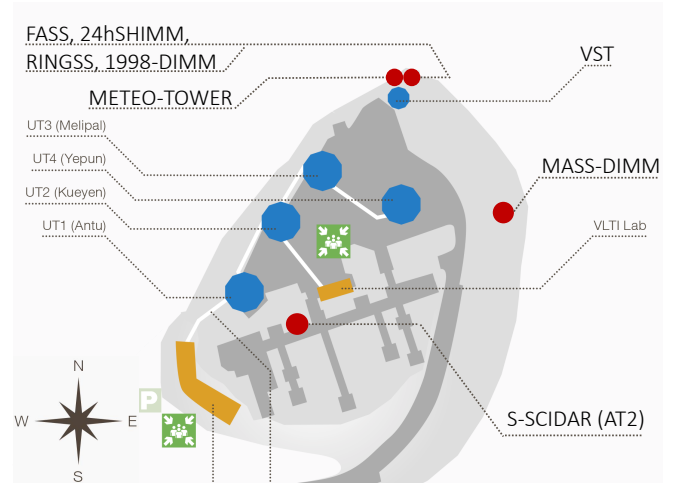 FASS, 24hSHIMM,
RINGSS, 1998-DIMM
VST
METEO-TOWER
UT3 (Melipal)
UT4 (Yepun)
MASS-DIMM
UT2 (Kueyen)
UT1 (Antu)
VLTI Lab
N
P
W
E
S-SCIDAR (AT2)
S